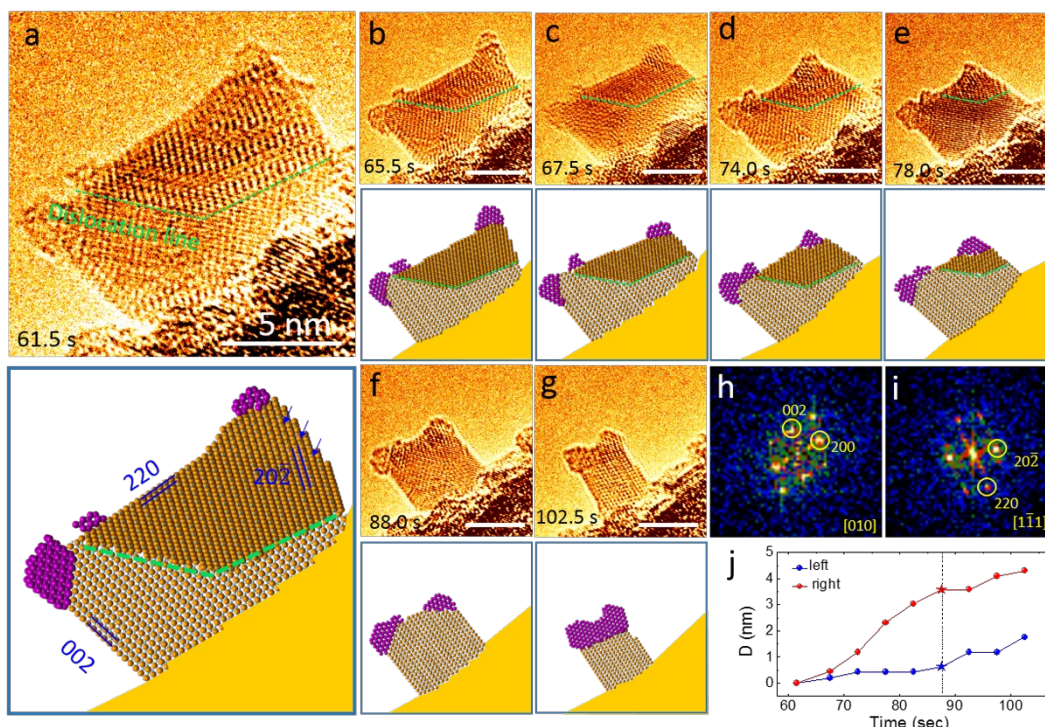 a
Dislocation line
61.5 s
5 nm
b
65.5 s
c
67.5 s
d
74.0 s
e
78.0 s
220
202̄
002
f
88.0 s
g
102.5 s
h
002
200
[010]
i
202̄
220
[11̄1]
j
left
right
D (nm)
5
4
3
2
1
0
60 70 80 90 100
Time (sec)